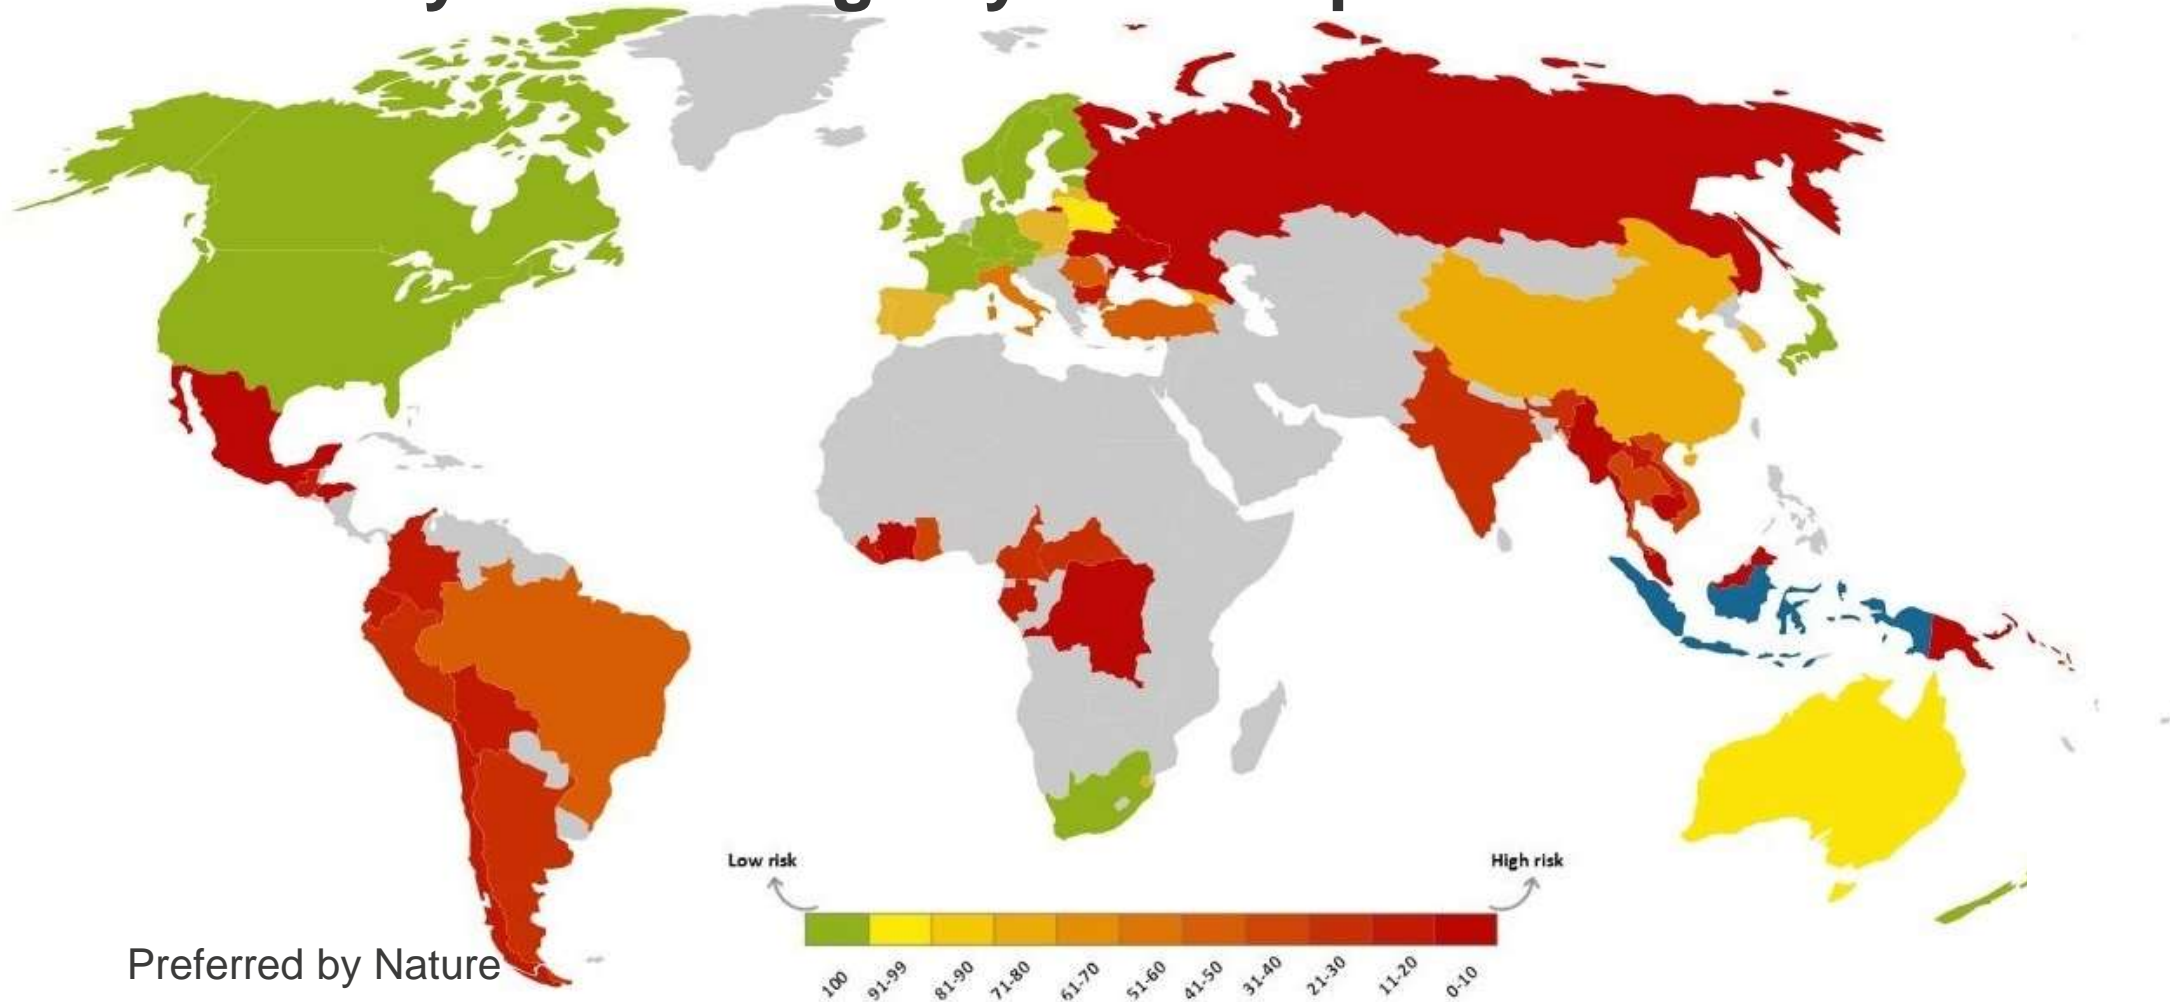 Low risk
High risk
Preferred by Nature
100 91-99 81-90 71-80 61-70 51-60 41-50 31-40 21-30 11-20 0-10